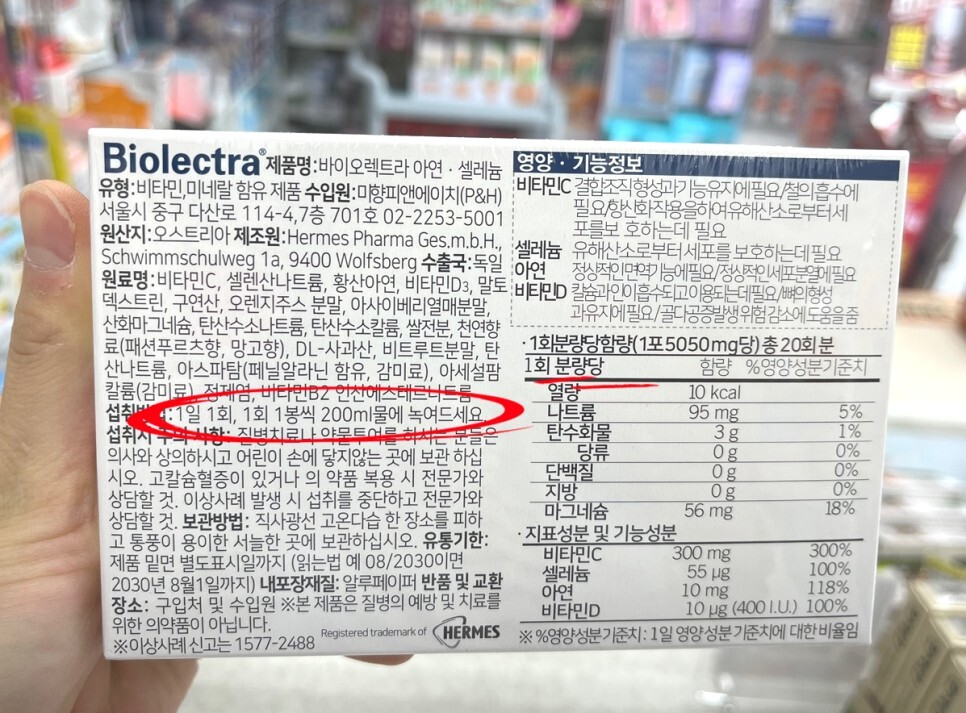 Biolectra® 제품명:바이오렉트라 아연 · 셀레늄
유형:비타민,미네랄 함유 제품 수입원:미향피앤에이치(P&H)
서울시 중구 다산로 114-4,7층 701호 02-2253-5001
원산지:오스트리아 제조원:Hermes Pharma Ges.m.b.H.,
Schwimmschulweg 1a, 9400 Wolfsberg 수출국:독일
원료명:비타민C, 셀렌산나트륨, 황산아연, 비타민D3, 말토
덱스트린, 구연산, 오렌지주스 분말, 아사이베리열매분말,
산화마그네슘, 탄산수소나트륨, 탄산수소칼륨, 쌀전분, 천연향
료(패션푸르츠향, 망고향), DL-사과산, 비트루트분말, 탄
산나트륨, 아스파탐(페닐알라닌 함유, 감미료), 아세설팜
칼륨(감미료), 정제염, 비타민B2 인산에스테르나트륨
섭취방법:1일 1회, 1회 1봉씩 200ml물에 녹여드세요
섭취시 주의 사항: 질병치료나 약물투여를 하시는 분들은
의사와 상의하시고 어린이 손에 닿지않는 곳에 보관 하십
시오. 고칼슘혈증이 있거나 의 약품 복용 시 전문가와
상담할 것. 이상사례 발생 시 섭취를 중단하고 전문가와
상담할 것. 보관방법: 직사광선 고온다습 한 장소를 피하
고 통풍이 용이한 서늘한 곳에 보관하십시오. 유통기한:
제품 밑면 별도표시일까지 (읽는법 예 08/2030이면
2030년 8월1일까지) 내포장재질: 알루페이퍼 반품 및 교환
장소: 구입처 및 수입원 ※본 제품은 질병의 예방 및 치료를
위한 의약품이 아닙니다.
※이상사례 신고는 1577-2488
Registered trademark of HERMES
영양 · 기능정보
비타민C 결합조직 형성과 기능유지에 필요/철의 흡수에
필요/항산화 작용을 하여 유해산소로부터 세
포를 보 호하는데 필요
셀레늄 유해산소로부터 세포를 보호하는데 필요
아연 정상적인 면역기능에 필요/정상적인 세포분열에 필요
비타민D 칼슘과 인이 흡수되고 이용되는데 필요/뼈의 형성
과 유지에 필요/골다공증발생 위험 감소에 도움을 줌
·1회분량당함량(1포5050mg당) 총20회 분
1회 분량당 함량 %영양성분기준치
열량 10 kcal
나트륨 95 mg 5%
탄수화물 3 g 1%
당류 0 g 0%
단백질 0 g 0%
지방 0 g 0%
마그네슘 56 mg 18%
·지표성분 및 기능성분
비타민C 300 mg 300%
셀레늄 55 µg 100%
아연 10 mg 118%
비타민D 10 µg (400 I.U.) 100%
※ %영양성분기준치: 1일 영양성분 기준치에 대한 비율임